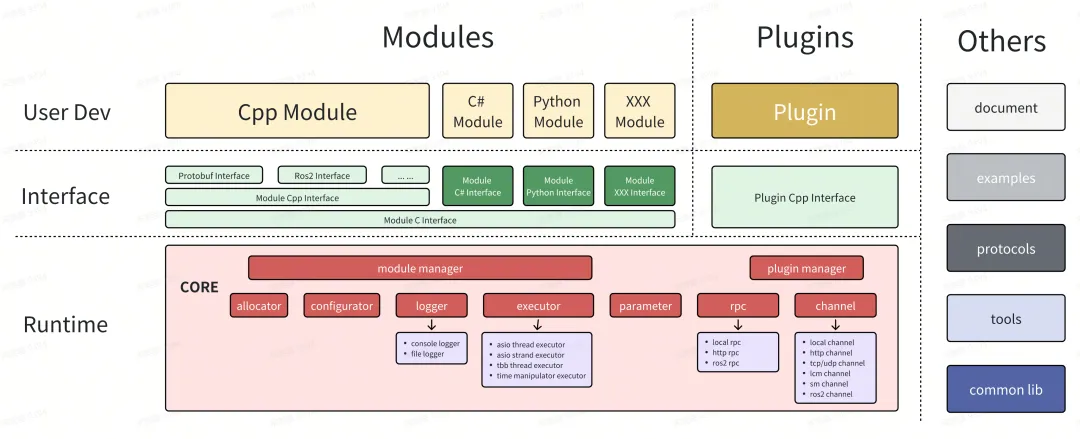 Modules
Plugins
Others
User Dev
Cpp Module
C#
Module
Python
Module
XXX
Module
Plugin
document
Interface
Protobuf Interface
Ros2 Interface
... ...
Module Cpp Interface
Module
C# Interface
Module
Python Interface
Module
XXX Interface
Module C Interface
Plugin Cpp Interface
examples
protocols
tools
common lib
Runtime
CORE
module manager
plugin manager
allocator
configurator
logger
executor
parameter
rpc
channel
• console logger
• file logger
• asio thread executor
• asio strand executor
• tbb thread executor
• time manipulator executor
• local rpc
• http rpc
• ros2 rpc
• local channel
• http channel
• tcp/udp channel
• lcm channel
• sm channel
• ros2 channel